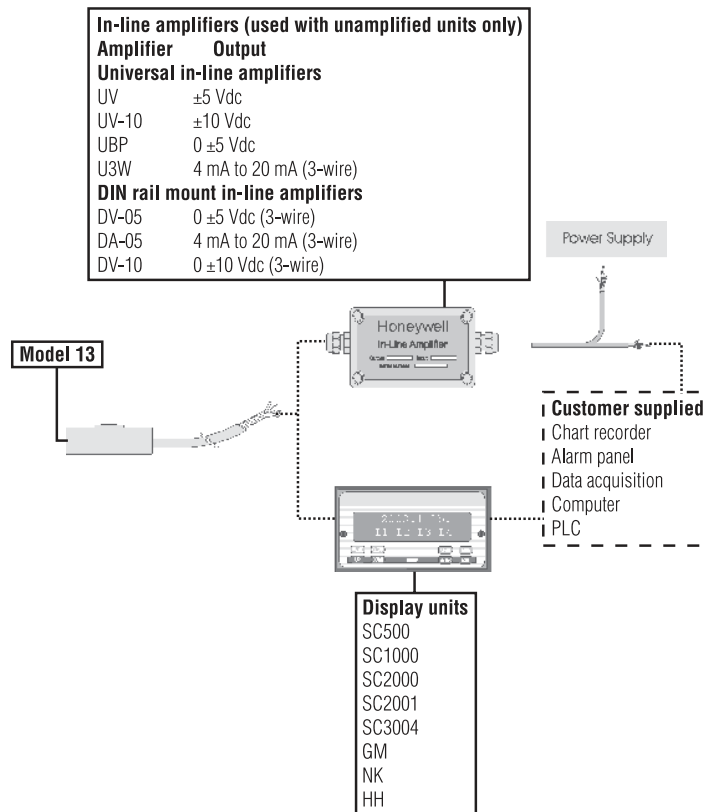 In-line amplifiers (used with unamplified units only)
Amplifier Output
Universal in-line amplifiers
UV ±5 Vdc
UV-10 ±10 Vdc
UBP 0 ±5 Vdc
U3W 4 mA to 20 mA (3-wire)
DIN rail mount in-line amplifiers
DV-05 0 ±5 Vdc (3-wire)
DA-05 4 mA to 20 mA (3-wire)
DV-10 0 ±10 Vdc (3-wire)
Power Supply
Honeywell
In-Line Amplifier
Model 13
Customer supplied
Chart recorder
Alarm panel
Data acquisition
Computer
PLC
L1 L2 L3 L4
Display units
SC500
SC1000
SC2000
SC2001
SC3004
GM
NK
HH